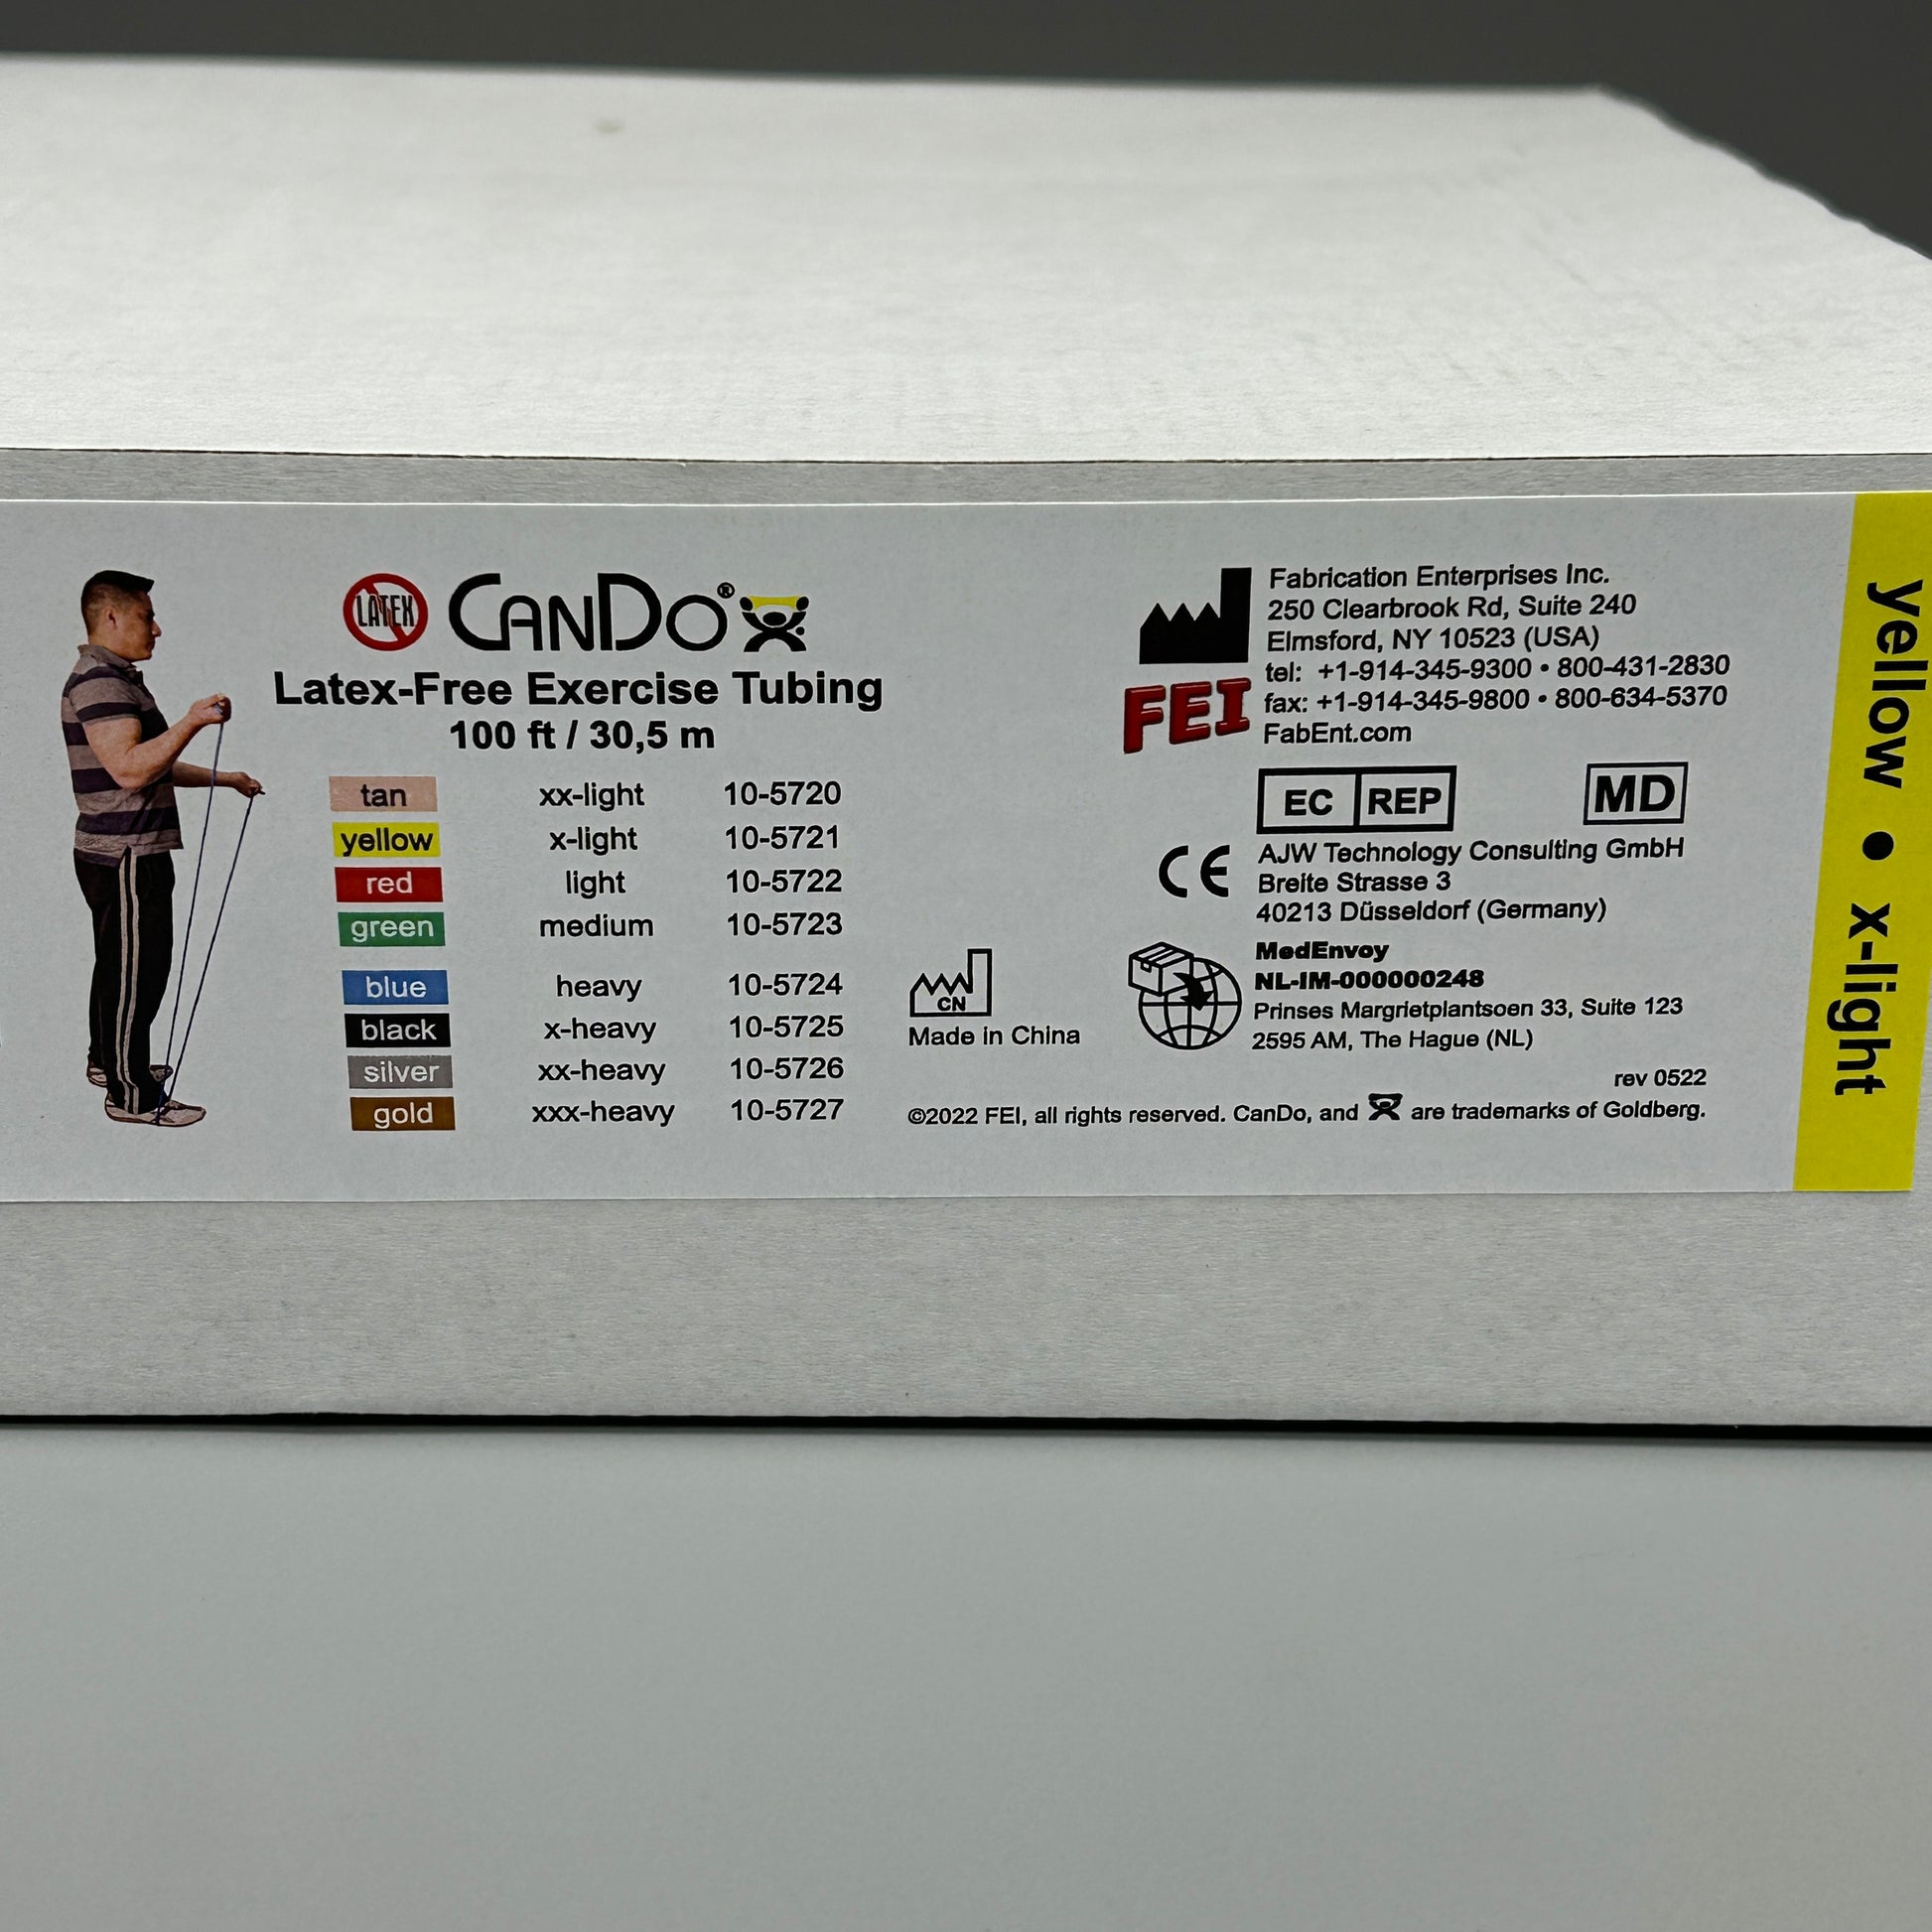 LATEX
CANDO®
Latex-Free Exercise Tubing
100 ft / 30,5 m
tan xx-light 10-5720
yellow x-light 10-5721
red light 10-5722
green medium 10-5723
blue heavy 10-5724
black x-heavy 10-5725
silver xx-heavy 10-5726
gold xxx-heavy 10-5727
CN
Made in China
FEI
Fabrication Enterprises Inc.
250 Clearbrook Rd, Suite 240
Elmsford, NY 10523 (USA)
tel: +1-914-345-9300 • 800-431-2830
fax: +1-914-345-9800 • 800-634-5370
FabEnt.com
EC REP
MD
CE
AJW Technology Consulting GmbH
Breite Strasse 3
40213 Düsseldorf (Germany)
MedEnvoy
NL-IM-000000248
Prinses Margrietplantsoen 33, Suite 123
2595 AM, The Hague (NL)
rev 0522
©2022 FEI, all rights reserved. CanDo, and are trademarks of Goldberg.
yellow • x-light